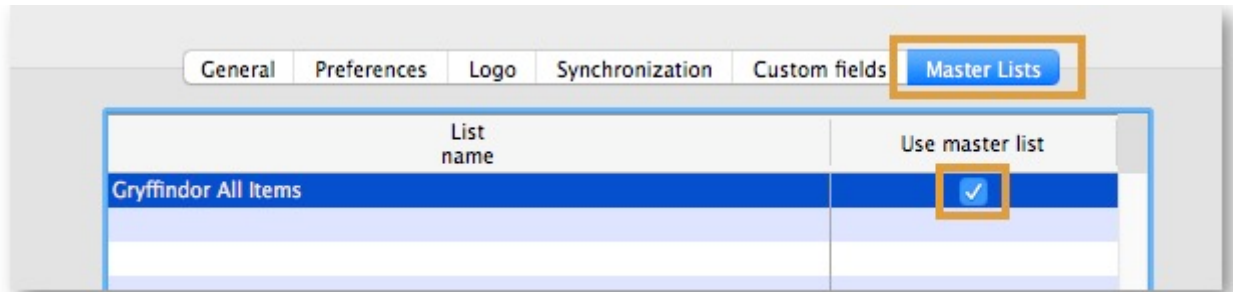 General Preferences Logo Synchronization Custom fields Master Lists
List
name
Use master list
Gryffindor All Items